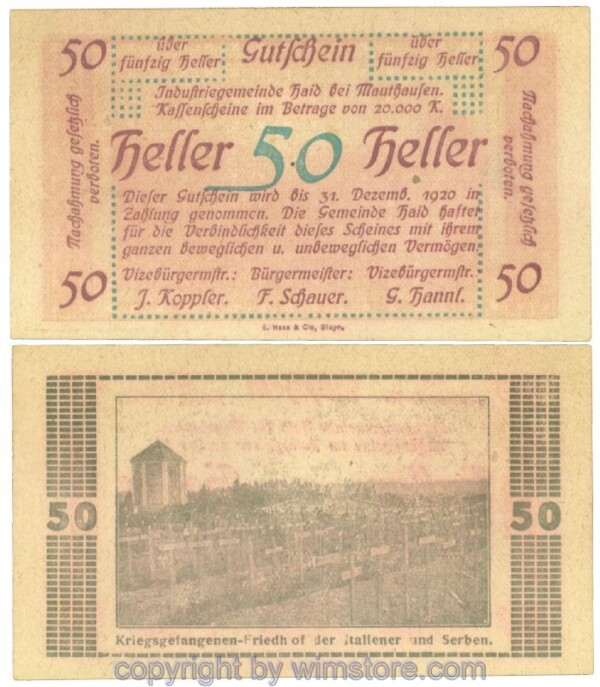 50 über fünfzig Heller Gutschein über fünfzig Heller 50
Industriegemeinde Haid bei Mauthausen.
Kassenscheine im Betrage von 20.000 K.
Nachahmung gesetzlich verboten.
Heller 50 Heller
Nachahmung gesetzlich verboten.
Dieser Gutschein wird bis 31. Dezemb. 1920 in
Zahlung genommen. Die Gemeinde Haid haftet
für die Verbindlichkeit dieses Scheines mit ihrem
ganzen beweglichen u. unbeweglichen Vermögen.
Vizebürgermstr.: Bürgermeister: Vizebürgermstr.
50 J. Koppler. F. Schauer. G. Hannl. 50
E. Haas & Cie, Steyr.
50 50
Kriegsgefangenen-Friedhof der Italiener und Serben.
copyright by wimstore.com